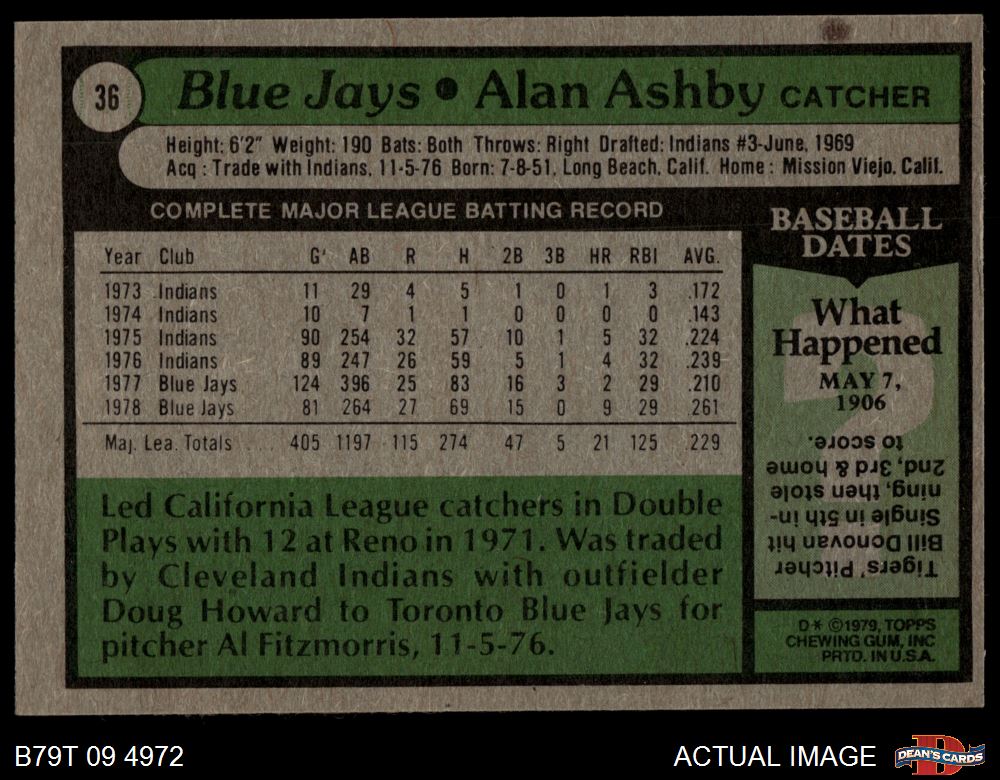 36
Blue Jays • Alan Ashby CATCHER
Height: 6'2" Weight: 190 Bats: Both Throws: Right Drafted: Indians #3-June, 1969
Acq : Trade with Indians, 11-5-76 Born: 7-8-51, Long Beach, Calif. Home : Mission Viejo, Calif.
COMPLETE MAJOR LEAGUE BATTING RECORD
Year Club G AB R H 2B 3B HR RBI AVG.
1973 Indians 11 29 4 5 1 0 1 3 .172
1974 Indians 10 7 1 1 0 0 0 0 .143
1975 Indians 90 254 32 57 10 1 5 32 .224
1976 Indians 89 247 26 59 5 1 4 32 .239
1977 Blue Jays 124 396 25 83 16 3 2 29 .210
1978 Blue Jays 81 264 27 69 15 0 9 29 .261
Maj. Lea. Totals 405 1197 115 274 47 5 21 125 .229
Led California League catchers in Double
Plays with 12 at Reno in 1971. Was traded
by Cleveland Indians with outfielder
Doug Howard to Toronto Blue Jays for
pitcher Al Fitzmorris, 11-5-76.
BASEBALL
DATES
What
Happened
MAY 7,
1906
Tigers' Pitcher
Bill Donovan hit
Single in 5th in-
ning, then stole
2nd, 3rd & home
to score.
D* ©1979, TOPPS
CHEWING GUM, INC
PRTD. IN U.S.A.
B79T 09 4972
ACTUAL IMAGE
D
DEAN'S CARDS